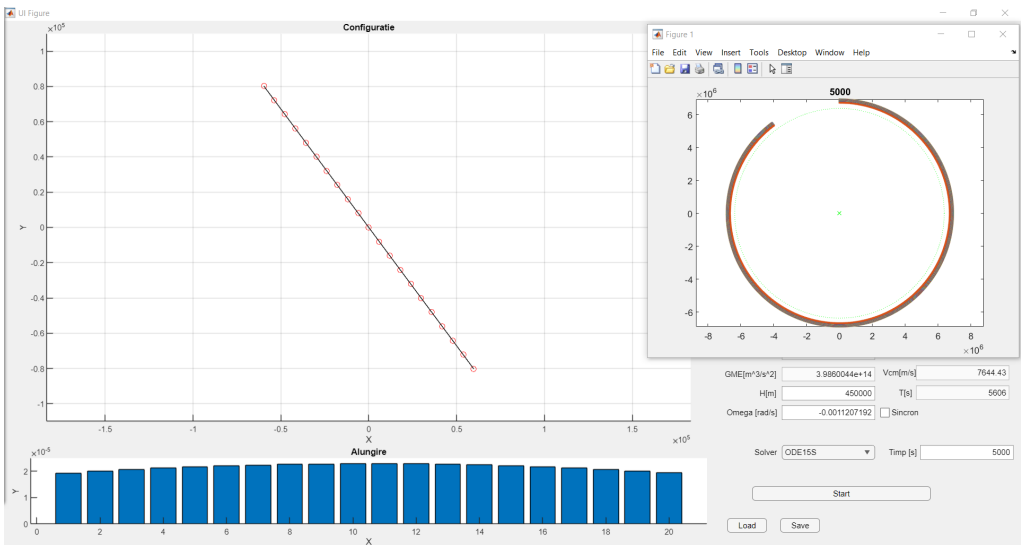 UI Figure
Configuratie
×10^5
1
0.8
0.6
0.4
0.2
0
-0.2
-0.4
-0.6
-0.8
-1
Y
-1.5
-1
-0.5
0
0.5
1
1.5
X
×10^5
Figure 1
File Edit View Insert Tools Desktop Window Help
5000
×10^6
6
4
2
0
-2
-4
-6
-8 -6 -4 -2 0 2 4 6 8
×10^6
GME[m^3/s^2] 3.9860044e+14 Vcm[m/s] 7644.43
H[m] 450000 T[s] 5606
Omega [rad/s] -0.0011207192 Sincron
Solver ODE15S Timp [s] 5000
Start
Load Save
Alungire
×10^-5
2
1
0
Y
0 2 4 6 8 10 12 14 16 18 20
X